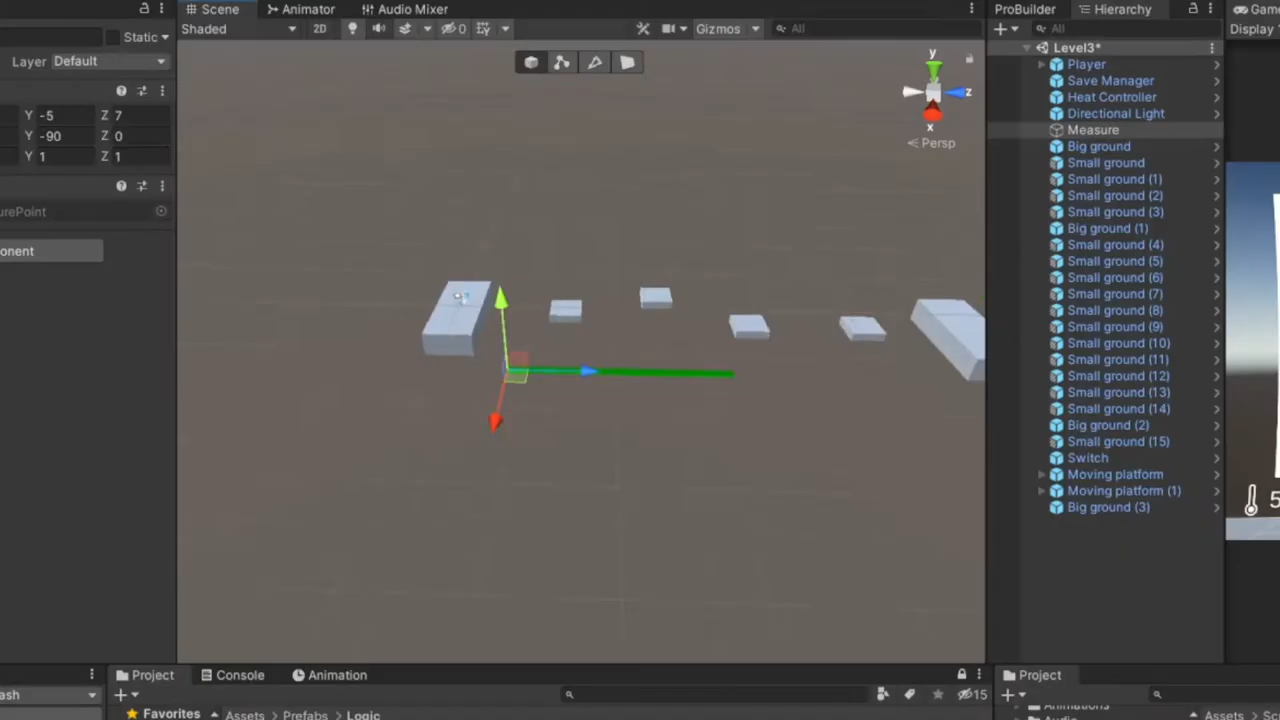 Scene
Animator
Audio Mixer
ProBuilder
Hierarchy
Game
Static
Shaded
2D
0
Gizmos
All
All
Display
Layer Default
Level3*
Player
Save Manager
Heat Controller
Directional Light
Measure
Big ground
Small ground
Small ground (1)
Small ground (2)
Small ground (3)
Big ground (1)
Small ground (4)
Small ground (5)
Small ground (6)
Small ground (7)
Small ground (8)
Small ground (9)
Small ground (10)
Small ground (11)
Small ground (12)
Small ground (13)
Small ground (14)
Big ground (2)
Small ground (15)
Switch
Moving platform
Moving platform (1)
Big ground (3)
Y -5 Z 7
Y -90 Z 0
Y 1 Z 1
urePoint
onent
y
z
x
Persp
5
Project
Console
Animation
Project
ash
15
Favorites
Assets > Prefabs > Logic
Animations
Assets > Sc